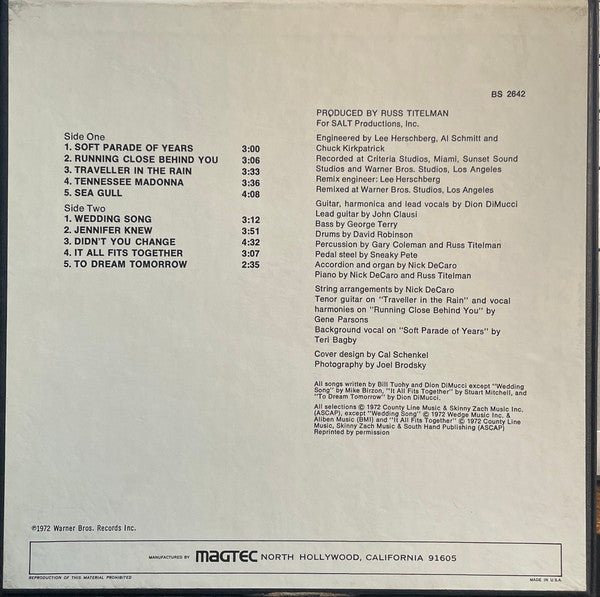 BS 2642
Side One
1. SOFT PARADE OF YEARS 3:00
2. RUNNING CLOSE BEHIND YOU 3:06
3. TRAVELLER IN THE RAIN 3:33
4. TENNESSEE MADONNA 3:36
5. SEA GULL 4:08
Side Two
1. WEDDING SONG 3:12
2. JENNIFER KNEW 3:51
3. DIDN'T YOU CHANGE 4:32
4. IT ALL FITS TOGETHER 3:07
5. TO DREAM TOMORROW 2:35
PRODUCED BY RUSS TITELMAN
For SALT Productions, Inc.
Engineered by Lee Herschberg, Al Schmitt and
Chuck Kirkpatrick
Recorded at Criteria Studios, Miami, Sunset Sound
Studios and Warner Bros. Studios, Los Angeles
Remix engineer: Lee Herschberg
Remixed at Warner Bros. Studios, Los Angeles
Guitar, harmonica and lead vocals by Dion DiMucci
Lead guitar by John Clausi
Bass by George Terry
Drums by David Robinson
Percussion by Gary Coleman and Russ Titelman
Pedal steel by Sneaky Pete
Accordion and organ by Nick DeCaro
Piano by Nick DeCaro and Russ Titelman
String arrangements by Nick DeCaro
Tenor guitar on "Traveller in the Rain" and vocal
harmonies on "Running Close Behind You" by
Gene Parsons
Background vocal on "Soft Parade of Years" by
Teri Bagby
Cover design by Cal Schenkel
Photography by Joel Brodsky
All songs written by Bill Tuohy and Dion DiMucci except "Wedding
Song" by Mike Birzon, "It All Fits Together" by Stuart Mitchell, and
"To Dream Tomorrow" by Dion DiMucci.
All selections © 1972 County Line Music & Skinny Zach Music Inc.
(ASCAP), except "Wedding Song" © 1972 Wedge Music Inc. &
Aliben Music (BMI) and "It All Fits Together" © 1972 County Line
Music, Skinny Zach Music & South Hand Publishing (ASCAP)
Reprinted by permission
℗1972 Warner Bros. Records Inc.
MANUFACTURED BY MAGTEC NORTH HOLLYWOOD, CALIFORNIA 91605
REPRODUCTION OF THIS MATERIAL PROHIBITED
MADE IN U.S.A.